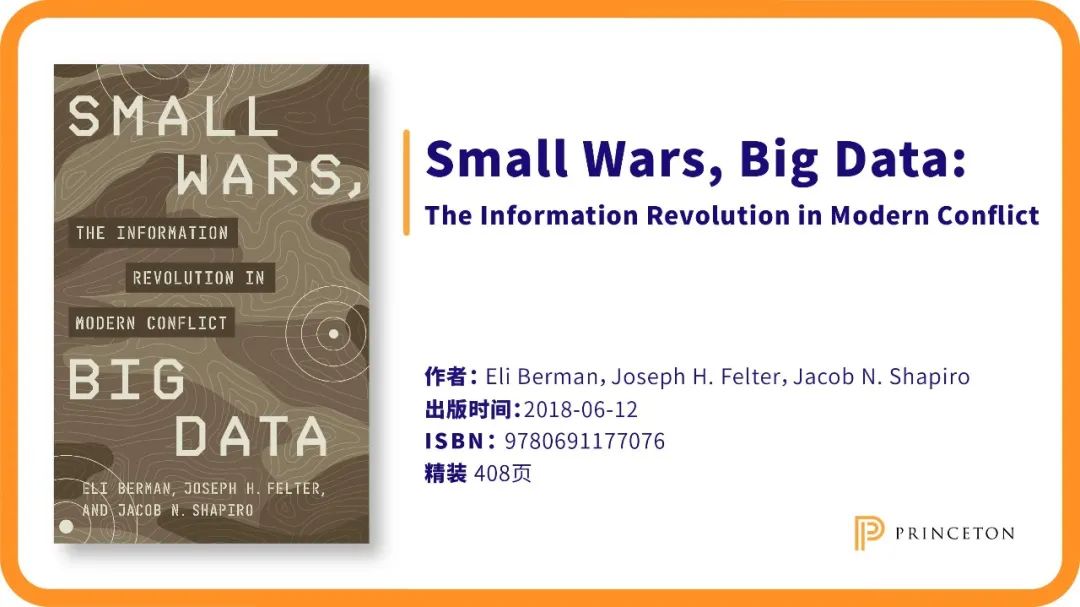 SMALL
WARS,
THE INFORMATION
REVOLUTION IN
MODERN CONFLICT
BIG
DATA
ELI BERMAN, JOSEPH H. FELTER,
AND JACOB N. SHAPIRO
Small Wars, Big Data:
The Information Revolution in Modern Conflict
作者：Eli Berman，Joseph H. Felter，Jacob N. Shapiro
出版时间：2018-06-12
ISBN：9780691177076
精装 408页
PRINCETON